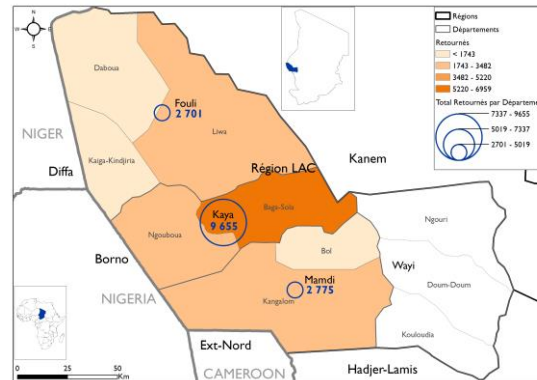 N
W
E
S
Régions
Départements
Retournés
< 1743
1743 - 3482
3482 - 5220
5220 - 6959
Total Retournés par Départeme
7337 - 9655
5019 - 7337
2701 - 5019
Daboua
Fouli
2 701
NIGER
Liwa
Kaiga-Kindjiria
Diffa
Région LAC
Kanem
Kaya
9 655
Baga-Sola
Ngouboua
Ngouri
Bol
Borno
Wayi
Mamdi
2 775
Doum-Doum
NIGERIA
Kangalom
Kouloudia
Ext-Nord
CAMEROON
Hadjer-Lamis
0
25
50
Km